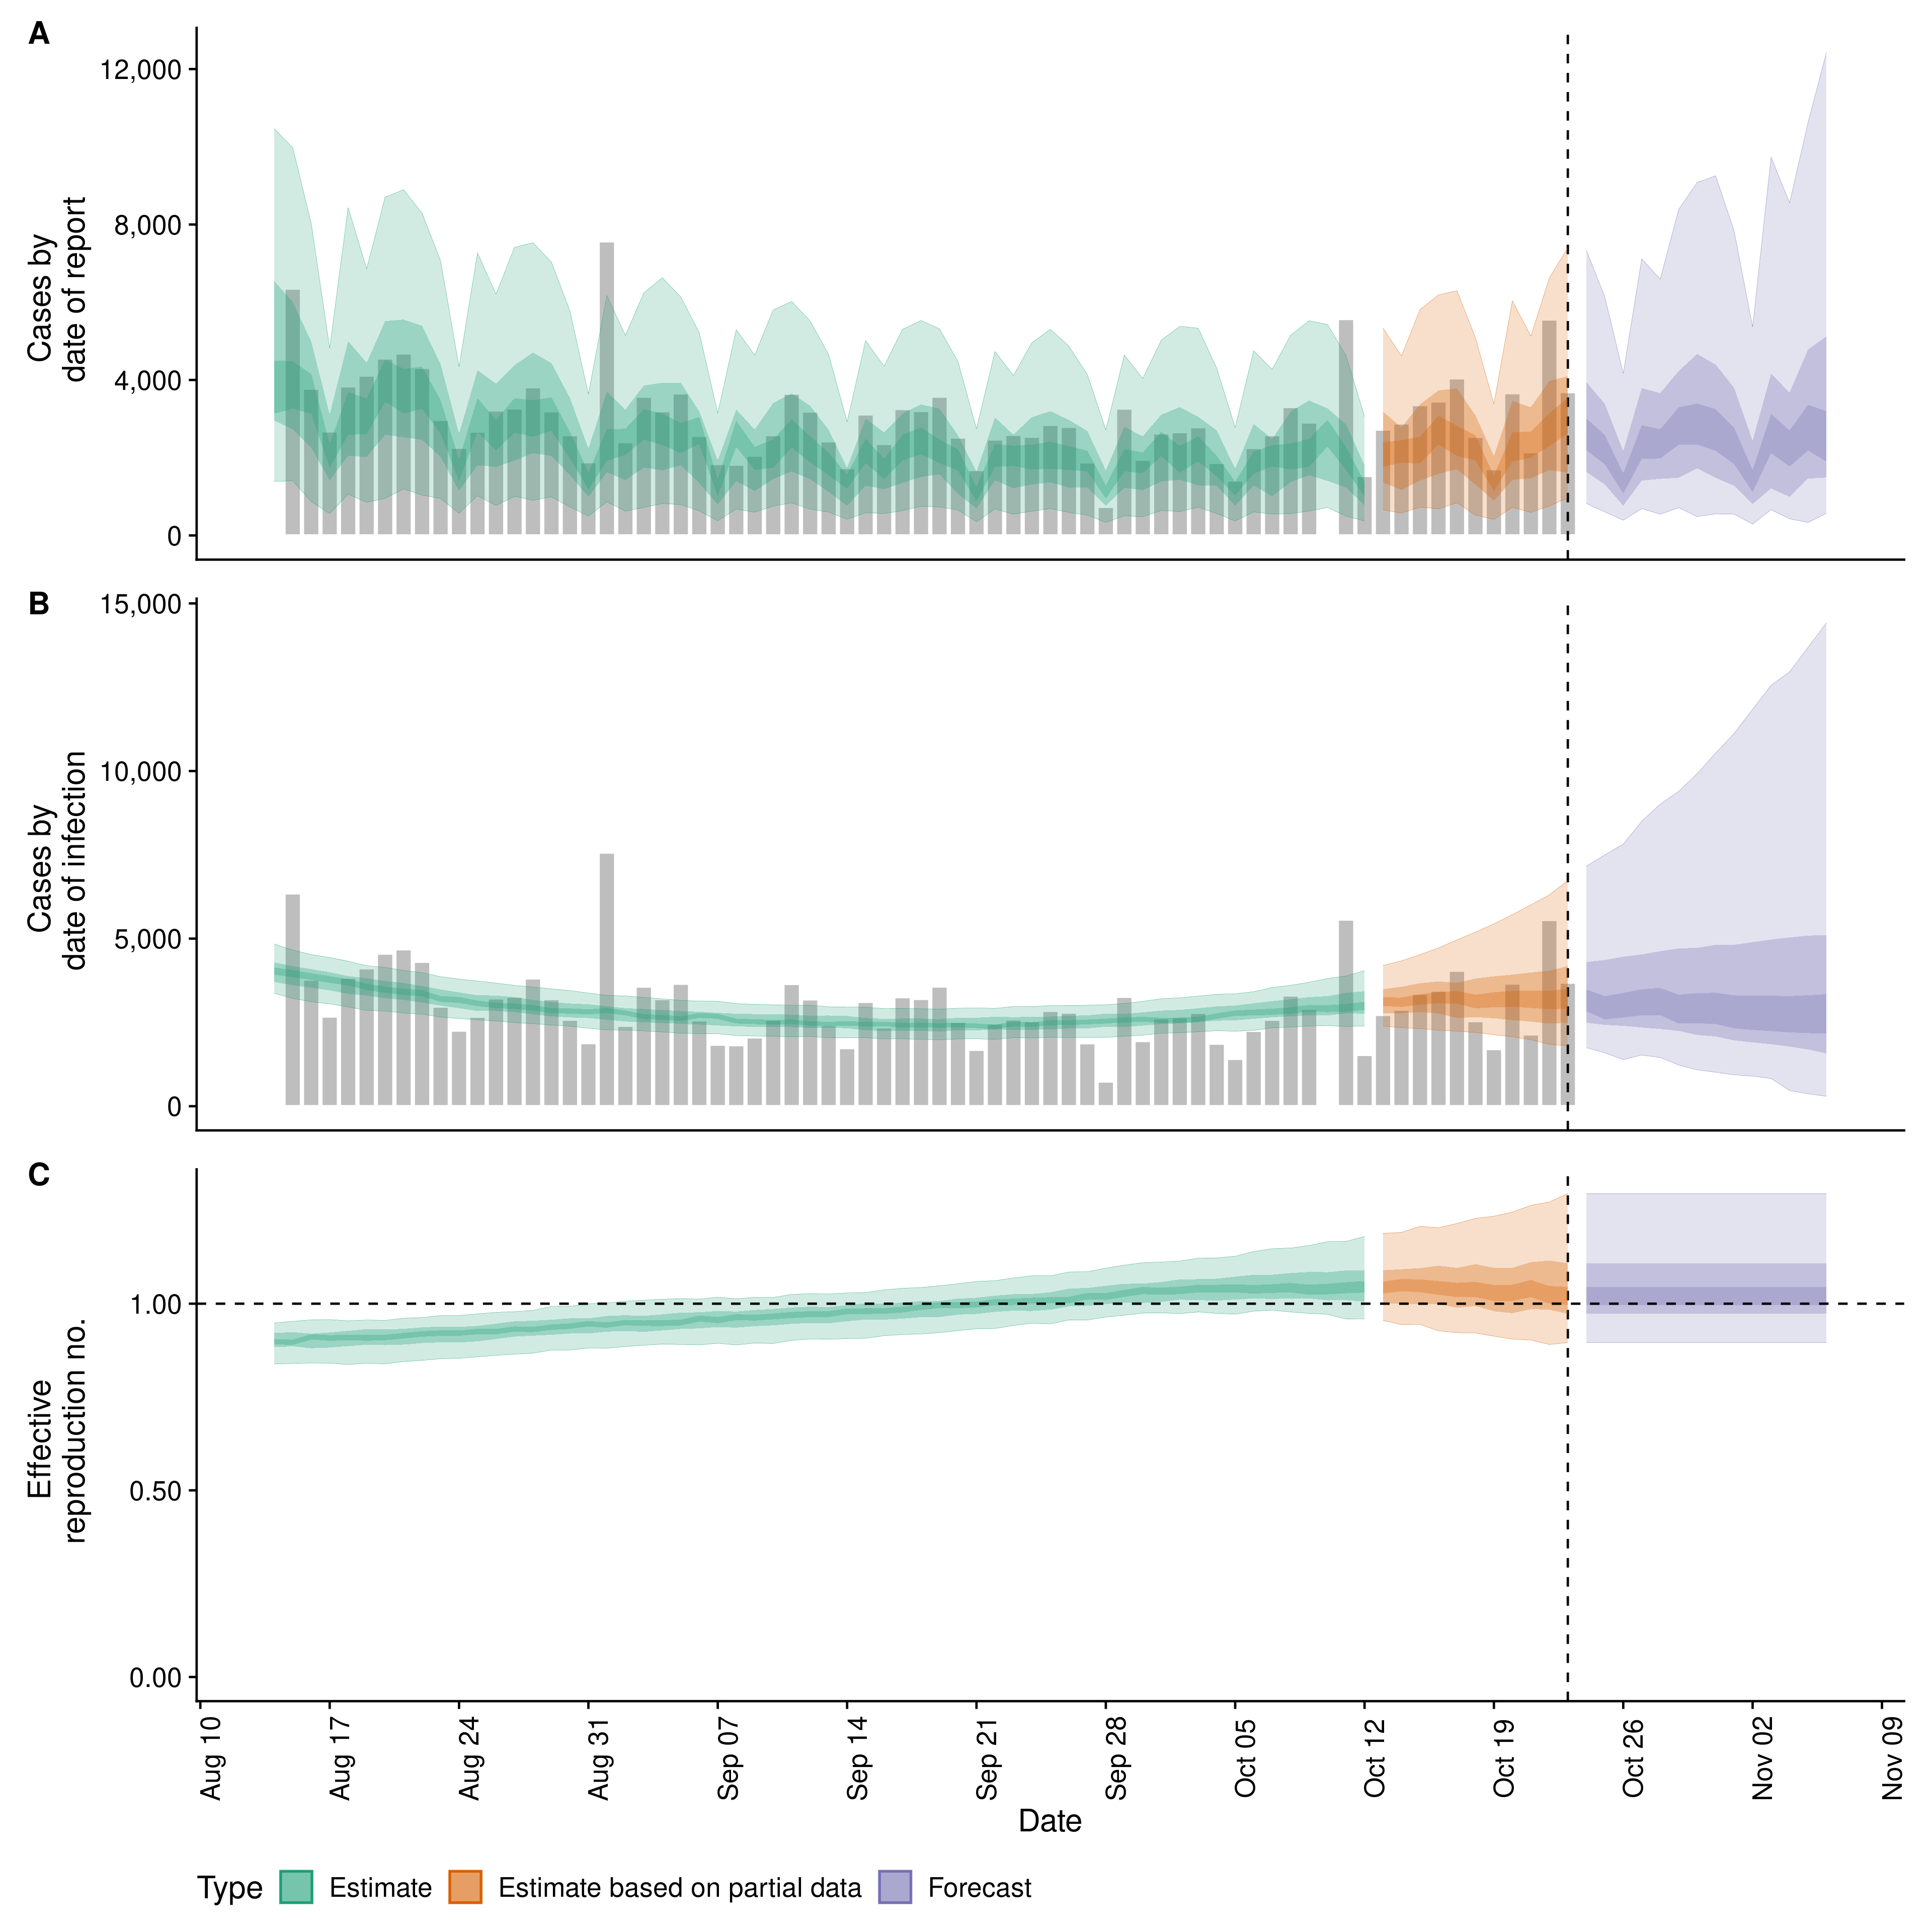 A
Cases by
date of report
12,000
8,000
4,000
0
B
Cases by
date of infection
15,000
10,000
5,000
0
C
Effective
reproduction no.
1.00
0.50
0.00
Aug 10
Aug 17
Aug 24
Aug 31
Sep 07
Sep 14
Sep 21
Sep 28
Oct 05
Oct 12
Oct 19
Oct 26
Nov 02
Nov 09
Date
Type Estimate Estimate based on partial data Forecast